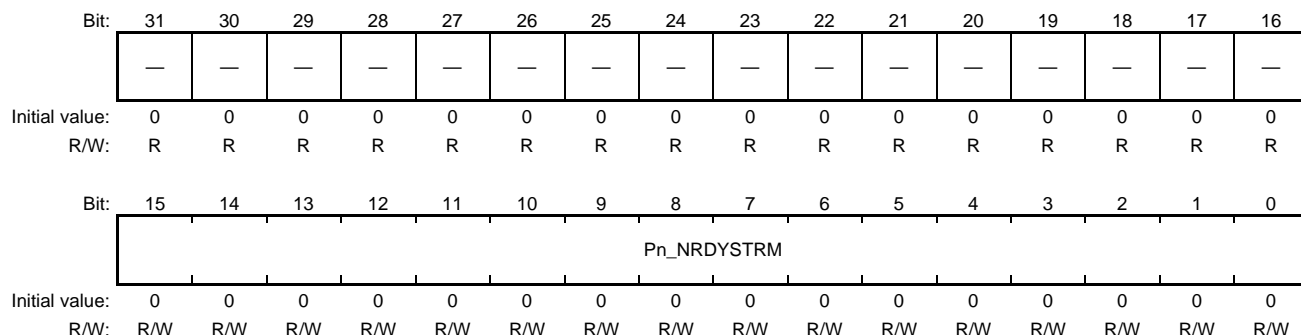 Bit: 31 30 29 28 27 26 25 24 23 22 21 20 19 18 17 16
— — — — — — — — — — — — — — — —
Initial value: 0 0 0 0 0 0 0 0 0 0 0 0 0 0 0 0
R/W: R R R R R R R R R R R R R R R R
Bit: 15 14 13 12 11 10 9 8 7 6 5 4 3 2 1 0
Pn_NRDYSTRM
Initial value: 0 0 0 0 0 0 0 0 0 0 0 0 0 0 0 0
R/W: R/W R/W R/W R/W R/W R/W R/W R/W R/W R/W R/W R/W R/W R/W R/W R/W